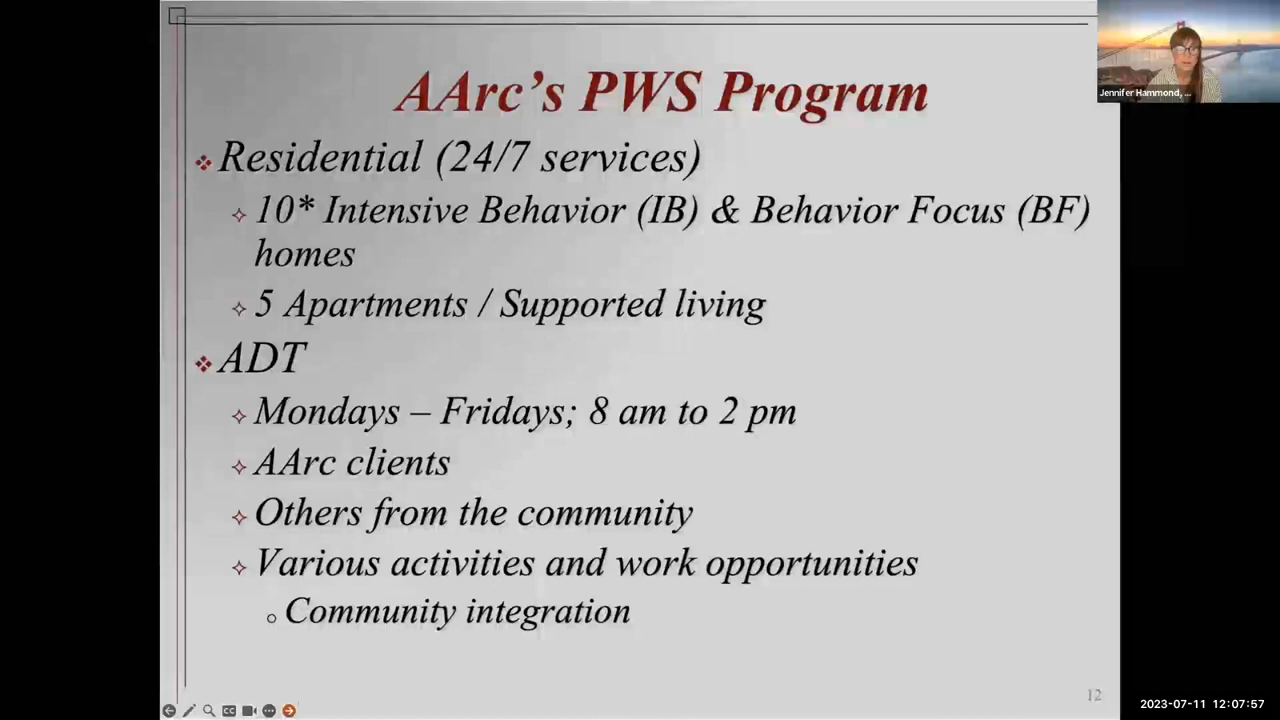 AArc's PWS Program
Jennifer Hammond, ...
Residential (24/7 services)
10* Intensive Behavior (IB) & Behavior Focus (BF)
homes
5 Apartments / Supported living
ADT
Mondays – Fridays; 8 am to 2 pm
AArc clients
Others from the community
Various activities and work opportunities
Community integration
12
CC
2023-07-11 12:07:57